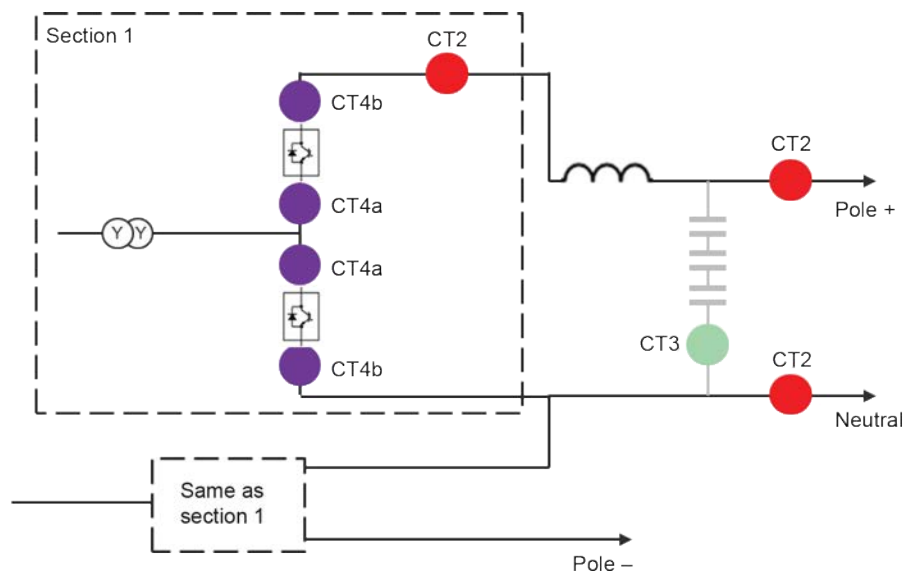 Section 1
CT2
CT4b
CT4a
Y Y
CT4a
CT4b
CT2
Pole +
CT3
CT2
Neutral
Same as
section 1
Pole –